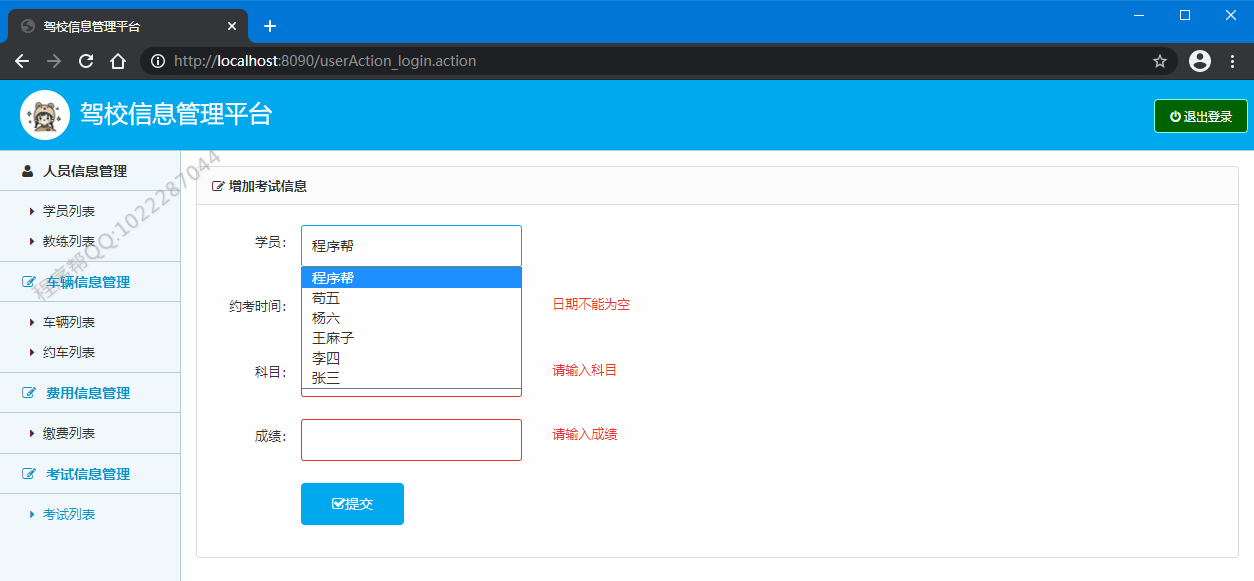 驾校信息管理平台
http://localhost:8090/userAction_login.action
驾校信息管理平台
退出登录
人员信息管理
学员列表
教练列表
车辆信息管理
车辆列表
约车列表
费用信息管理
缴费列表
考试信息管理
考试列表
程序帮QQ:1022287044
增加考试信息
学员：
程序帮
程序帮
苟五
杨六
王麻子
李四
张三
约考时间：
日期不能为空
科目：
请输入科目
成绩：
请输入成绩
提交